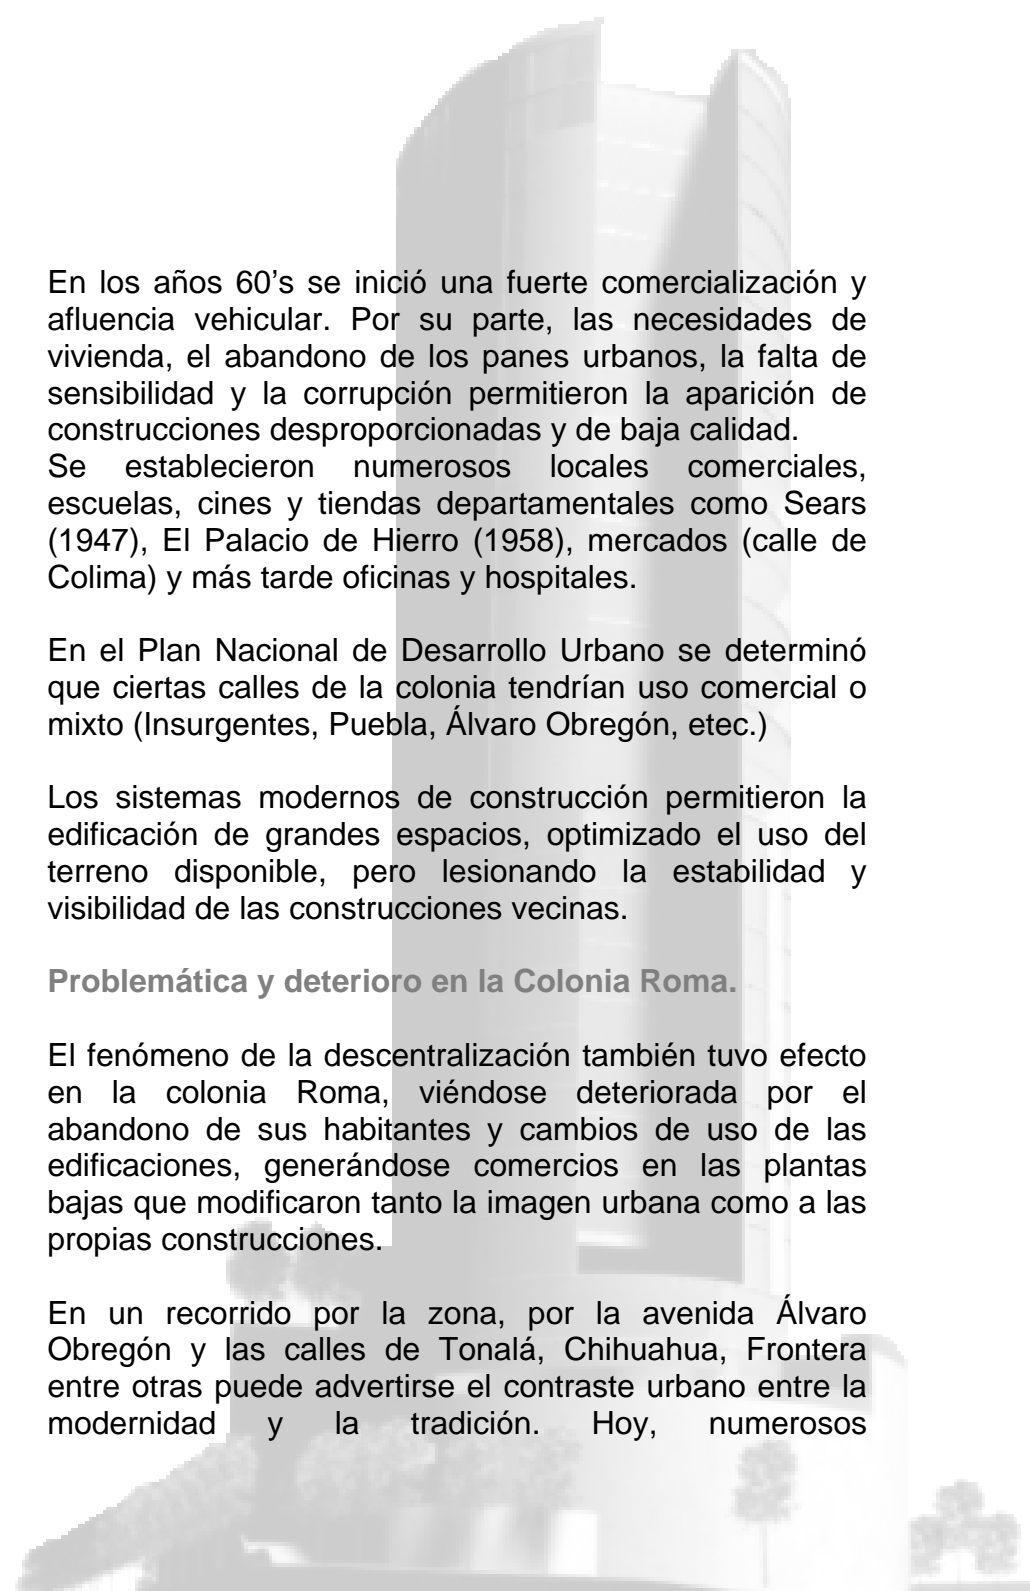 En los años 60’s se inició una fuerte comercialización y
afluencia vehicular. Por su parte, las necesidades de
vivienda, el abandono de los panes urbanos, la falta de
sensibilidad y la corrupción permitieron la aparición de
construcciones desproporcionadas y de baja calidad.
Se establecieron numerosos locales comerciales,
escuelas, cines y tiendas departamentales como Sears
(1947), El Palacio de Hierro (1958), mercados (calle de
Colima) y más tarde oficinas y hospitales.
En el Plan Nacional de Desarrollo Urbano se determinó
que ciertas calles de la colonia tendrían uso comercial o
mixto (Insurgentes, Puebla, Álvaro Obregón, etec.)
Los sistemas modernos de construcción permitieron la
edificación de grandes espacios, optimizado el uso del
terreno disponible, pero lesionando la estabilidad y
visibilidad de las construcciones vecinas.
Problemática y deterioro en la Colonia Roma.
El fenómeno de la descentralización también tuvo efecto
en la colonia Roma, viéndose deteriorada por el
abandono de sus habitantes y cambios de uso de las
edificaciones, generándose comercios en las plantas
bajas que modificaron tanto la imagen urbana como a las
propias construcciones.
En un recorrido por la zona, por la avenida Álvaro
Obregón y las calles de Tonalá, Chihuahua, Frontera
entre otras puede advertirse el contraste urbano entre la
modernidad y la tradición. Hoy, numerosos